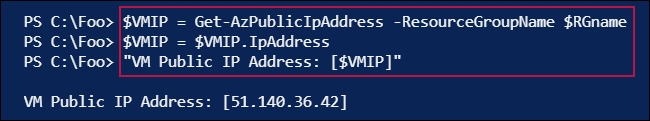 PS C:\Foo> $VMIP = Get-AzPublicIpAddress -ResourceGroupName $RGname
PS C:\Foo> $VMIP = $VMIP.IpAddress
PS C:\Foo> "VM Public IP Address: [$VMIP]"
VM Public IP Address: [51.140.36.42]